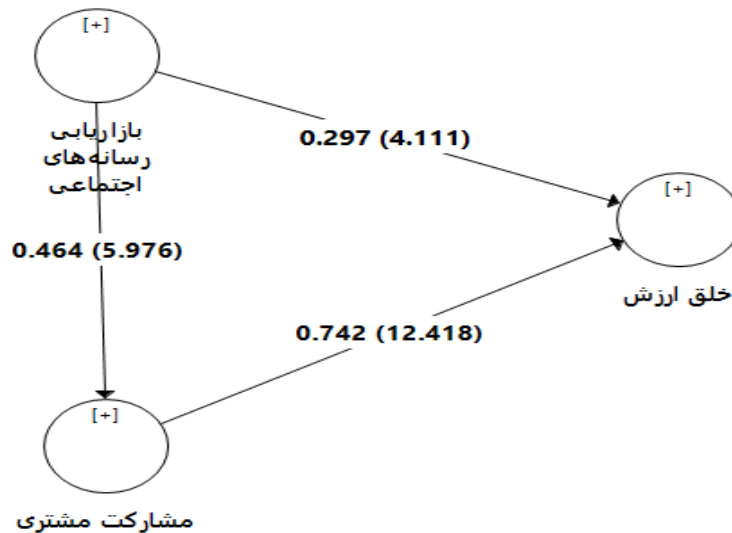 [+]
بازاریابی
رسانه‌های
اجتماعی
0.297 (4.111)
[+]
خلق ارزش
0.464 (5.976)
0.742 (12.418)
[+]
مشارکت مشتری